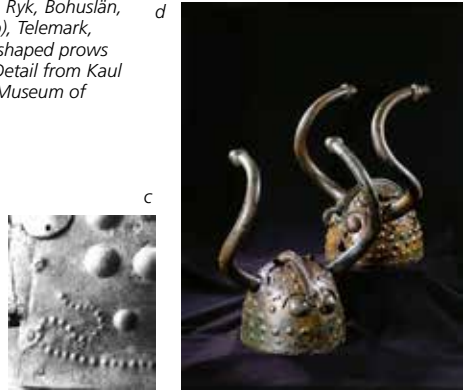 Ryk, Bohuslän,
), Telemark,
shaped prows
Detail from Kaul
Museum of
d
c